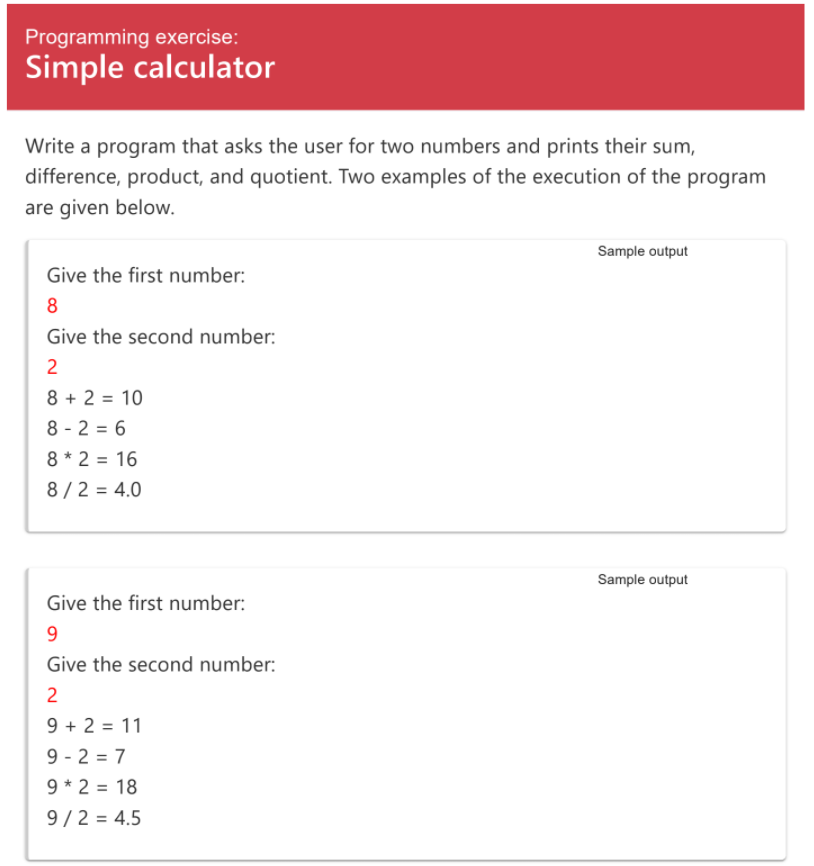 Programming exercise:
Simple calculator
Write a program that asks the user for two numbers and prints their sum,
difference, product, and quotient. Two examples of the execution of the program
are given below.
Sample output
Give the first number:
8
Give the second number:
2
8 + 2 = 10
8 - 2 = 6
8 * 2 = 16
8 / 2 = 4.0
Sample output
Give the first number:
9
Give the second number:
2
9 + 2 = 11
9 - 2 = 7
9 * 2 = 18
9 / 2 = 4.5